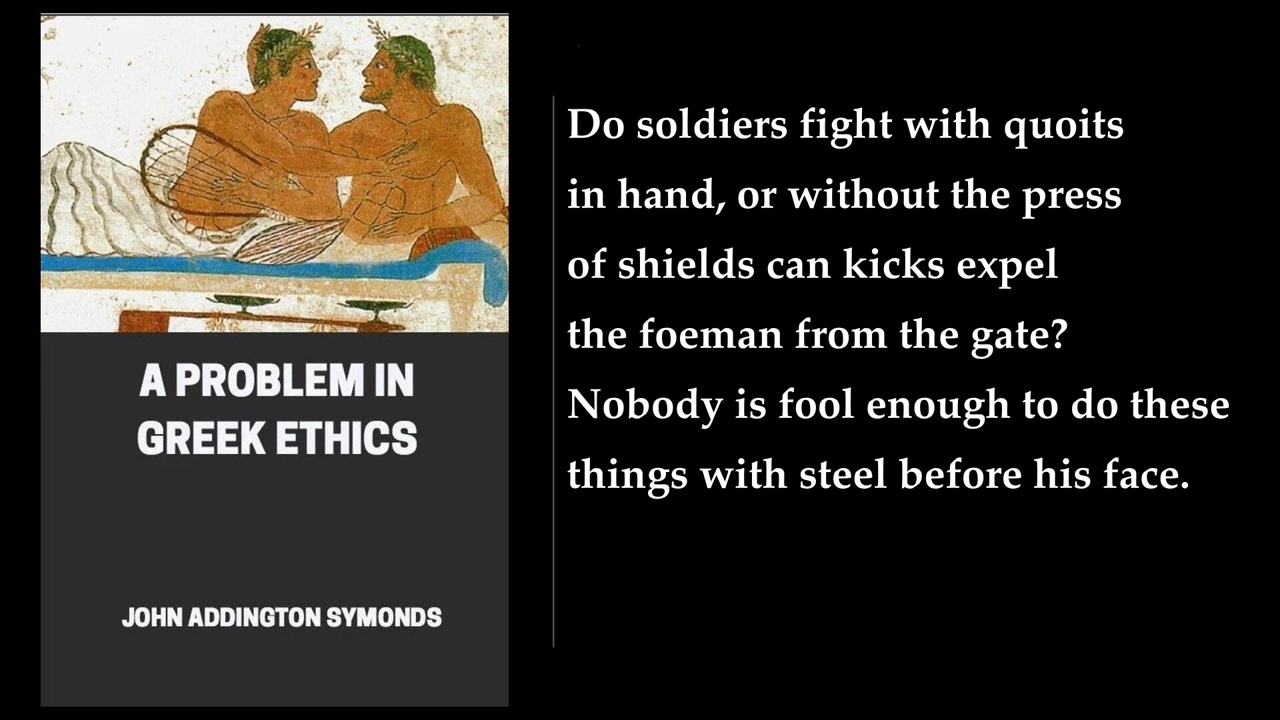 A PROBLEM IN
GREEK ETHICS
JOHN ADDINGTON SYMONDS
Do soldiers fight with quoits
in hand, or without the press
of shields can kicks expel
the foeman from the gate?
Nobody is fool enough to do these
things with steel before his face.